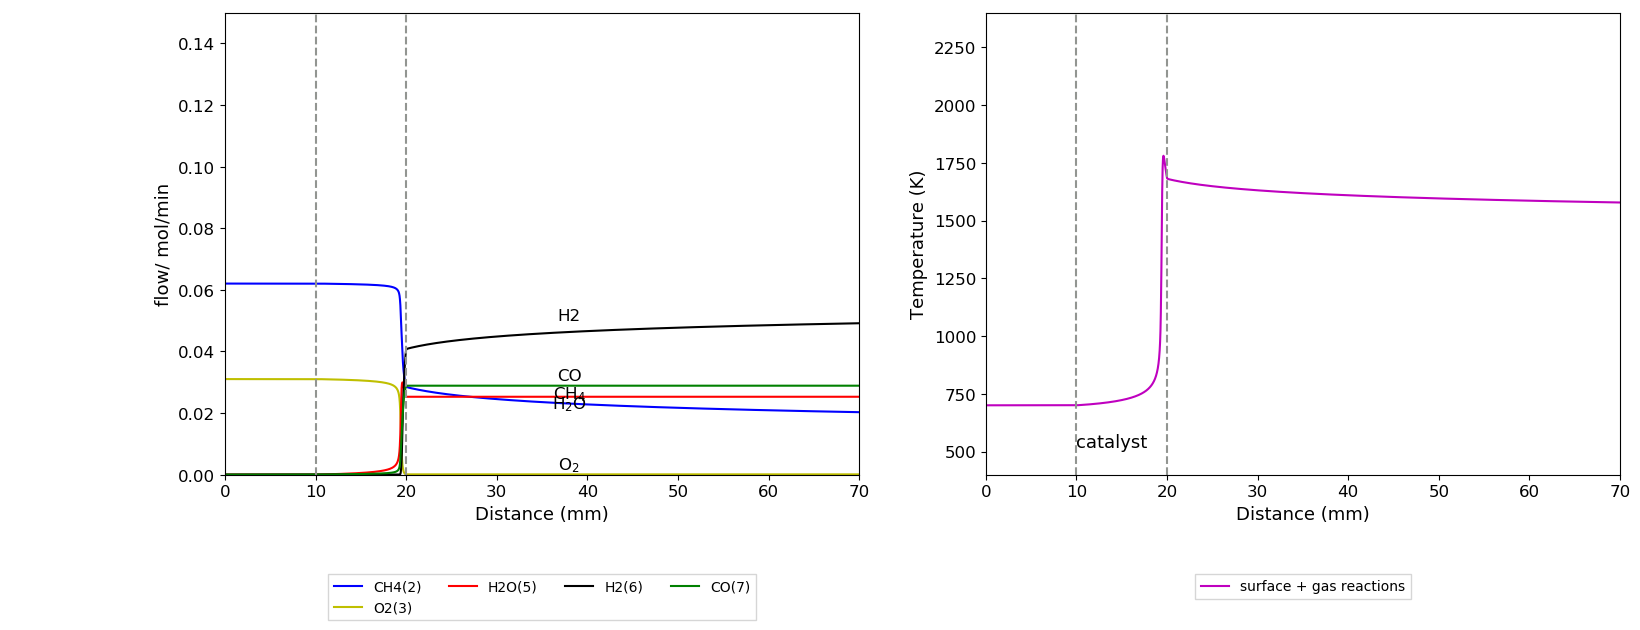 flow/ mol/min
0.14
0.12
0.10
0.08
0.06
0.04
0.02
0.00
H2
CO
CH₄
H₂O
O₂
0 10 20 30 40 50 60 70
Distance (mm)
CH4(2) H2O(5) H2(6) CO(7)
O2(3)
Temperature (K)
2250
2000
1750
1500
1250
1000
750
500
catalyst
0 10 20 30 40 50 60 70
Distance (mm)
surface + gas reactions